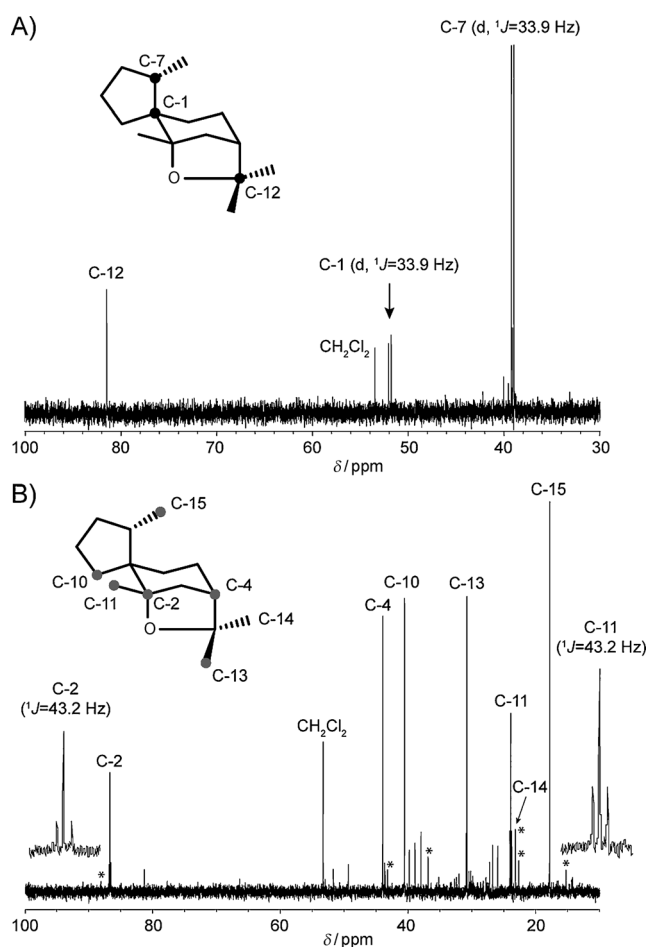 A)
C-7 (d, ¹J=33.9 Hz)
C-7
C-1
O
C-12
C-12
C-1 (d, ¹J=33.9 Hz)
CH₂Cl₂
100 90 80 70 60 50 40 30
δ/ppm
B)
C-15
C-15
C-10
C-11
C-2
C-4
O
C-14
C-13
C-4
C-10
C-13
C-11
(¹J=43.2 Hz)
C-2
(¹J=43.2 Hz)
CH₂Cl₂
C-11
C-2
C-14
*
*
*
*
*
*
100 80 60 40 20
δ/ppm